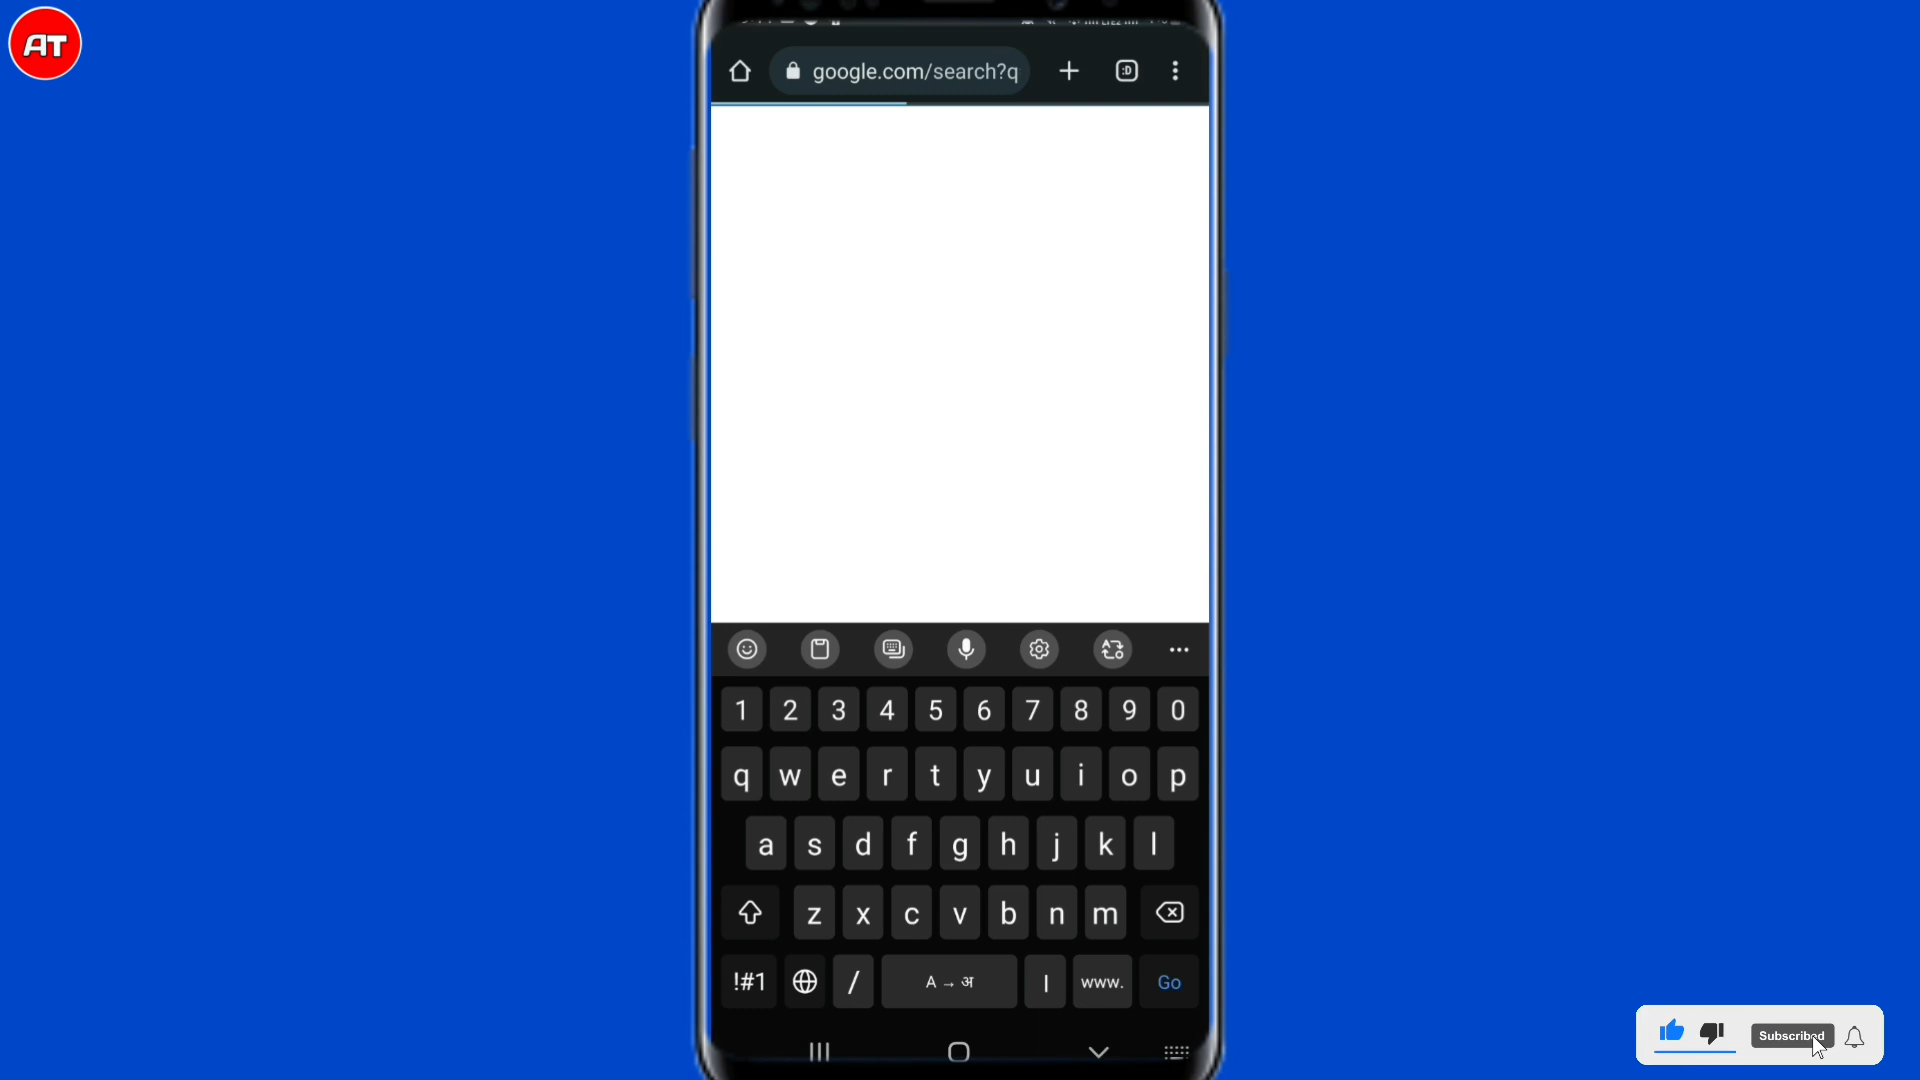 AT
google.com/search?q
:D
1 2 3 4 5 6 7 8 9 0
q w e r t y u i o p
a s d f g h j k l
z x c v b n m
!#1 / A → अ | www. Go
Subscribed